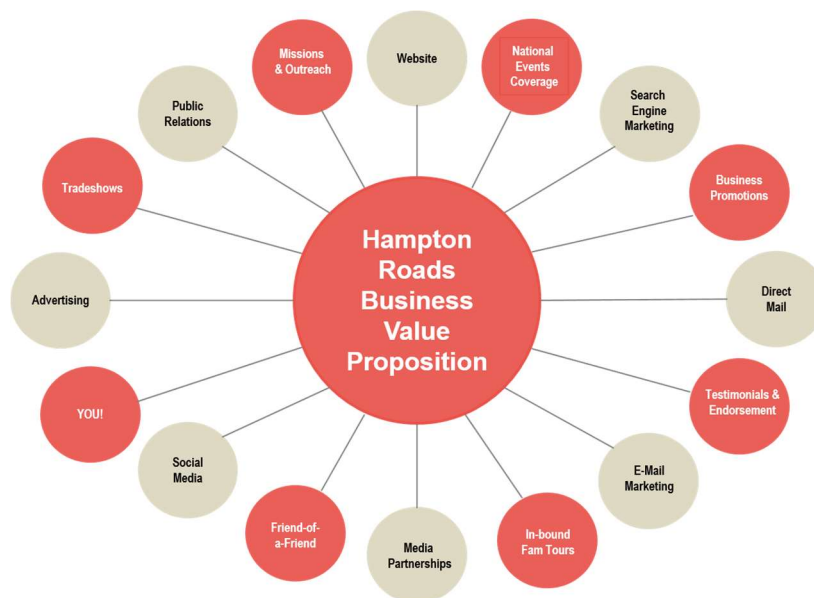 Hampton
Roads
Business
Value
Proposition
Website
National
Events
Coverage
Search
Engine
Marketing
Business
Promotions
Direct
Mail
Testimonials &
Endorsement
E-Mail
Marketing
In-bound
Fam Tours
Media
Partnerships
Friend-of-
a-Friend
Social
Media
YOU!
Advertising
Tradeshows
Public
Relations
Missions
& Outreach